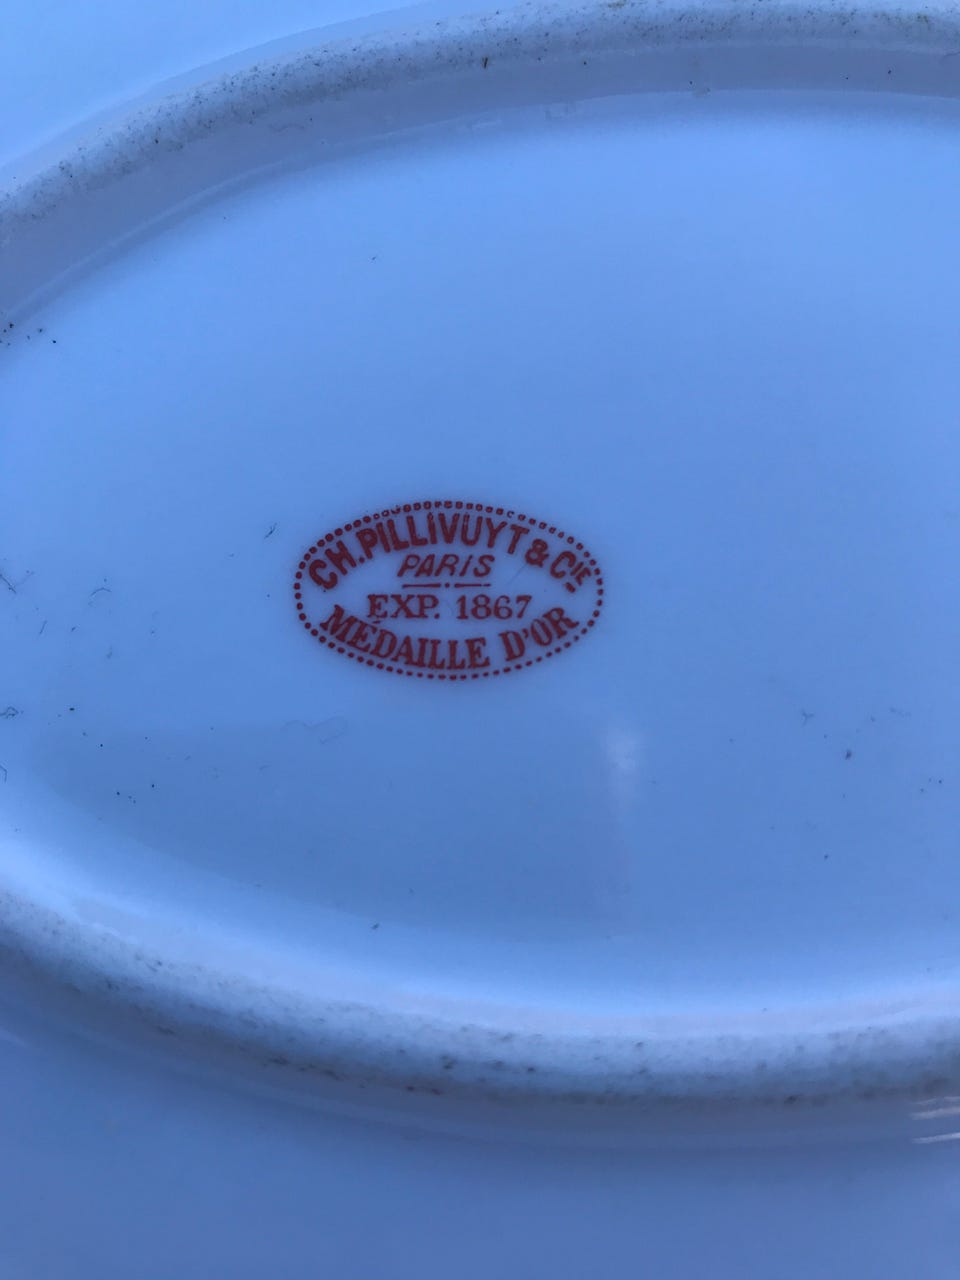 CH. PILLIVUYT & CIE
PARIS
EXP. 1867
MÉDAILLE D'OR